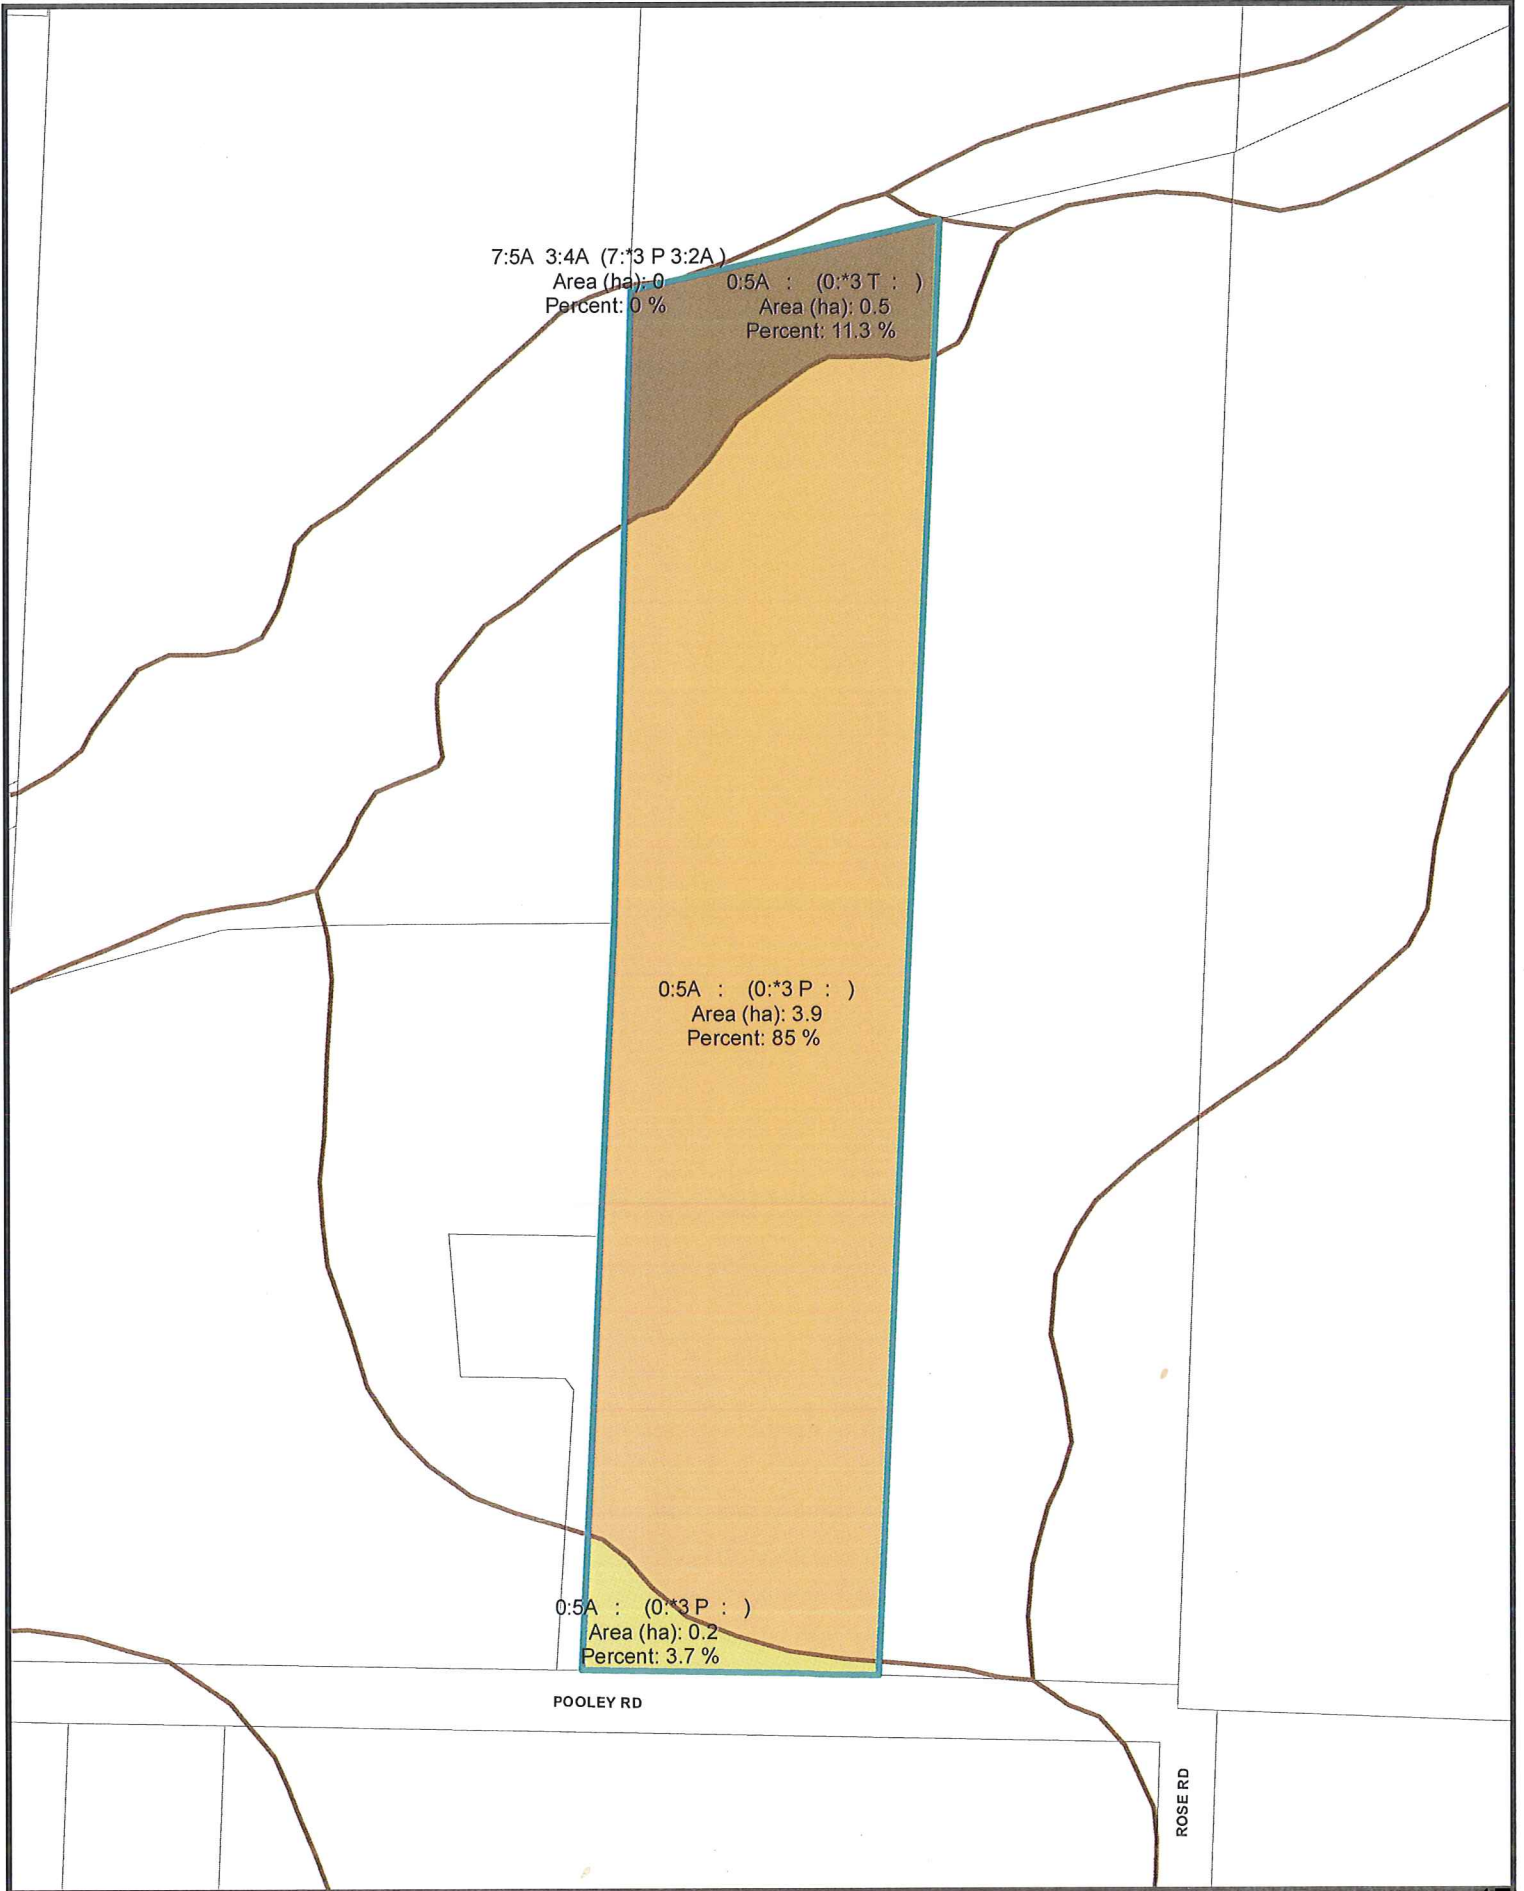 7:5A 3:4A (7:*3 P 3:2A )
Area (ha): 0
Percent: 0 %
0:5A : (0:*3 T : )
Area (ha): 0.5
Percent: 11.3 %
0:5A : (0:*3 P : )
Area (ha): 3.9
Percent: 85 %
0:5A : (0:*3 P : )
Area (ha): 0.2
Percent: 3.7 %
POOLEY RD
ROSE RD